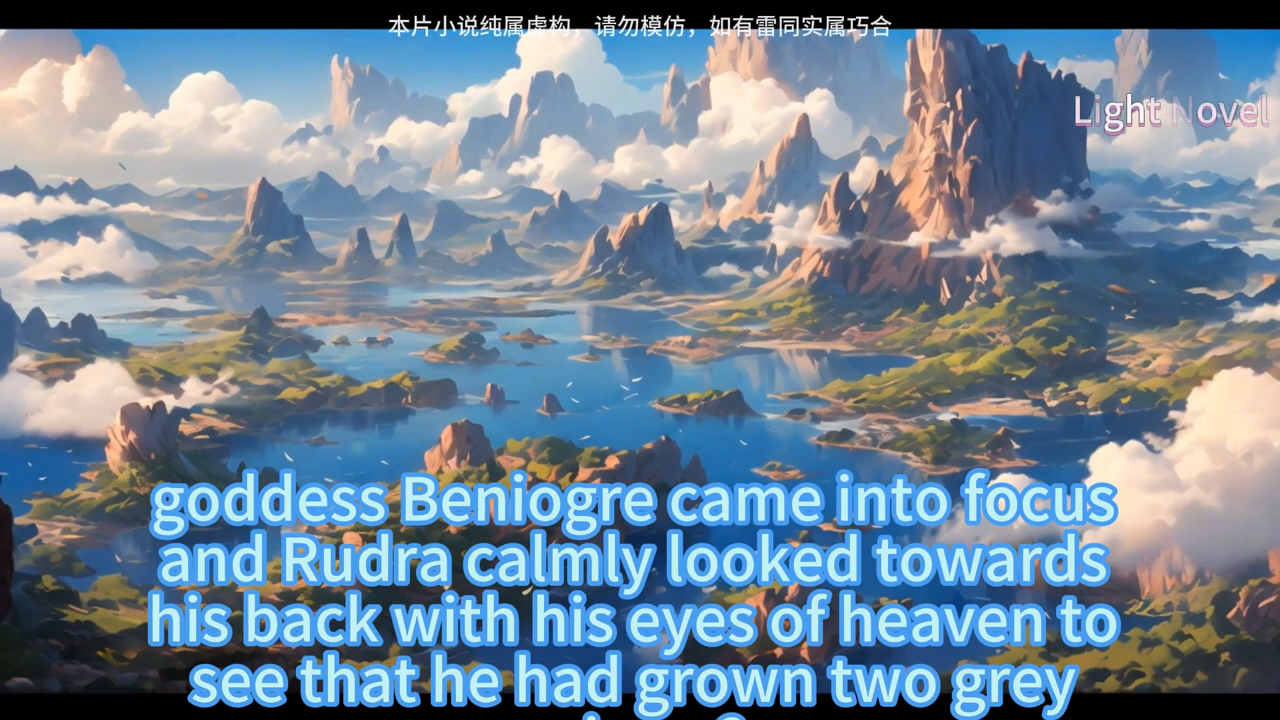 本片小说纯属虚构，请勿模仿，如有雷同实属巧合
Light Novel
goddess Beniogre came into focus
and Rudra calmly looked towards
his back with his eyes of heaven to
see that he had grown two grey